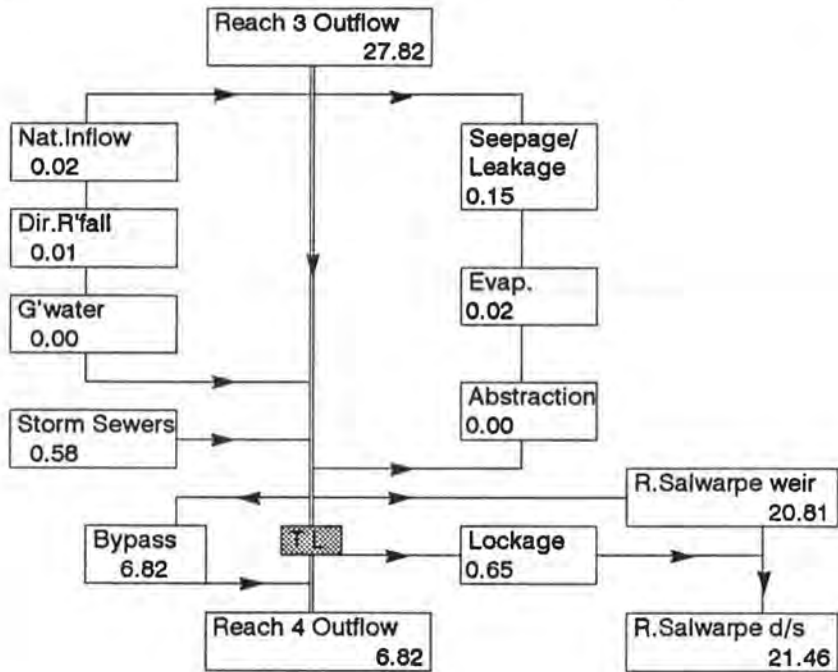 Reach 3 Outflow
27.82
Nat.Inflow
0.02
Dir.R'fall
0.01
G'water
0.00
Storm Sewers
0.58
Seepage/
Leakage
0.15
Evap.
0.02
Abstraction
0.00
R.Salwarpe weir
20.81
Bypass
6.82
T L
Lockage
0.65
Reach 4 Outflow
6.82
R.Salwarpe d/s
21.46